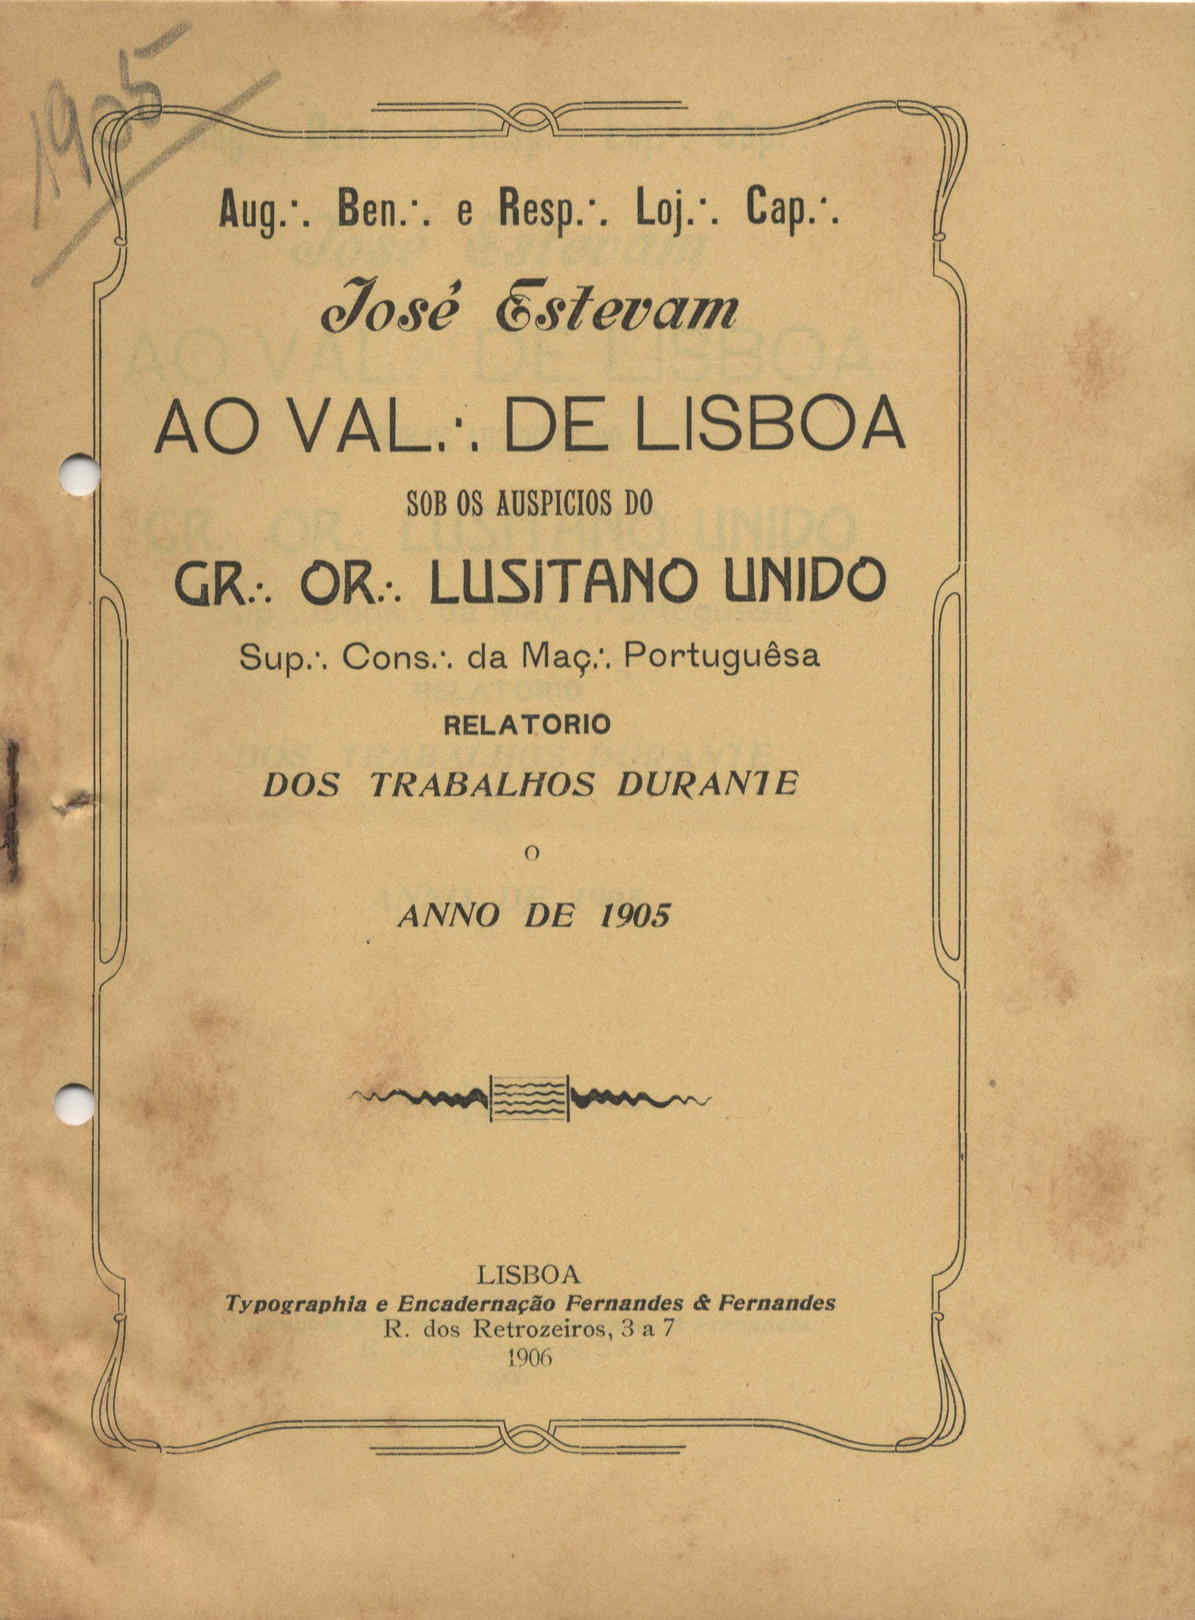 1905
Aug.∴ Ben.∴ e Resp.∴ Loj.∴ Cap.∴
José Estevam
AO VAL.∴ DE LISBOA
SOB OS AUSPICIOS DO
GR.∴ OR.∴ LUSITANO UNIDO
Sup.∴ Cons.∴ da Maç.∴ Portuguêsa
RELATORIO
DOS TRABALHOS DURANTE
O
ANNO DE 1905
LISBOA
Typographia e Encadernação Fernandes & Fernandes
R. dos Retrozeiros, 3 a 7
1906